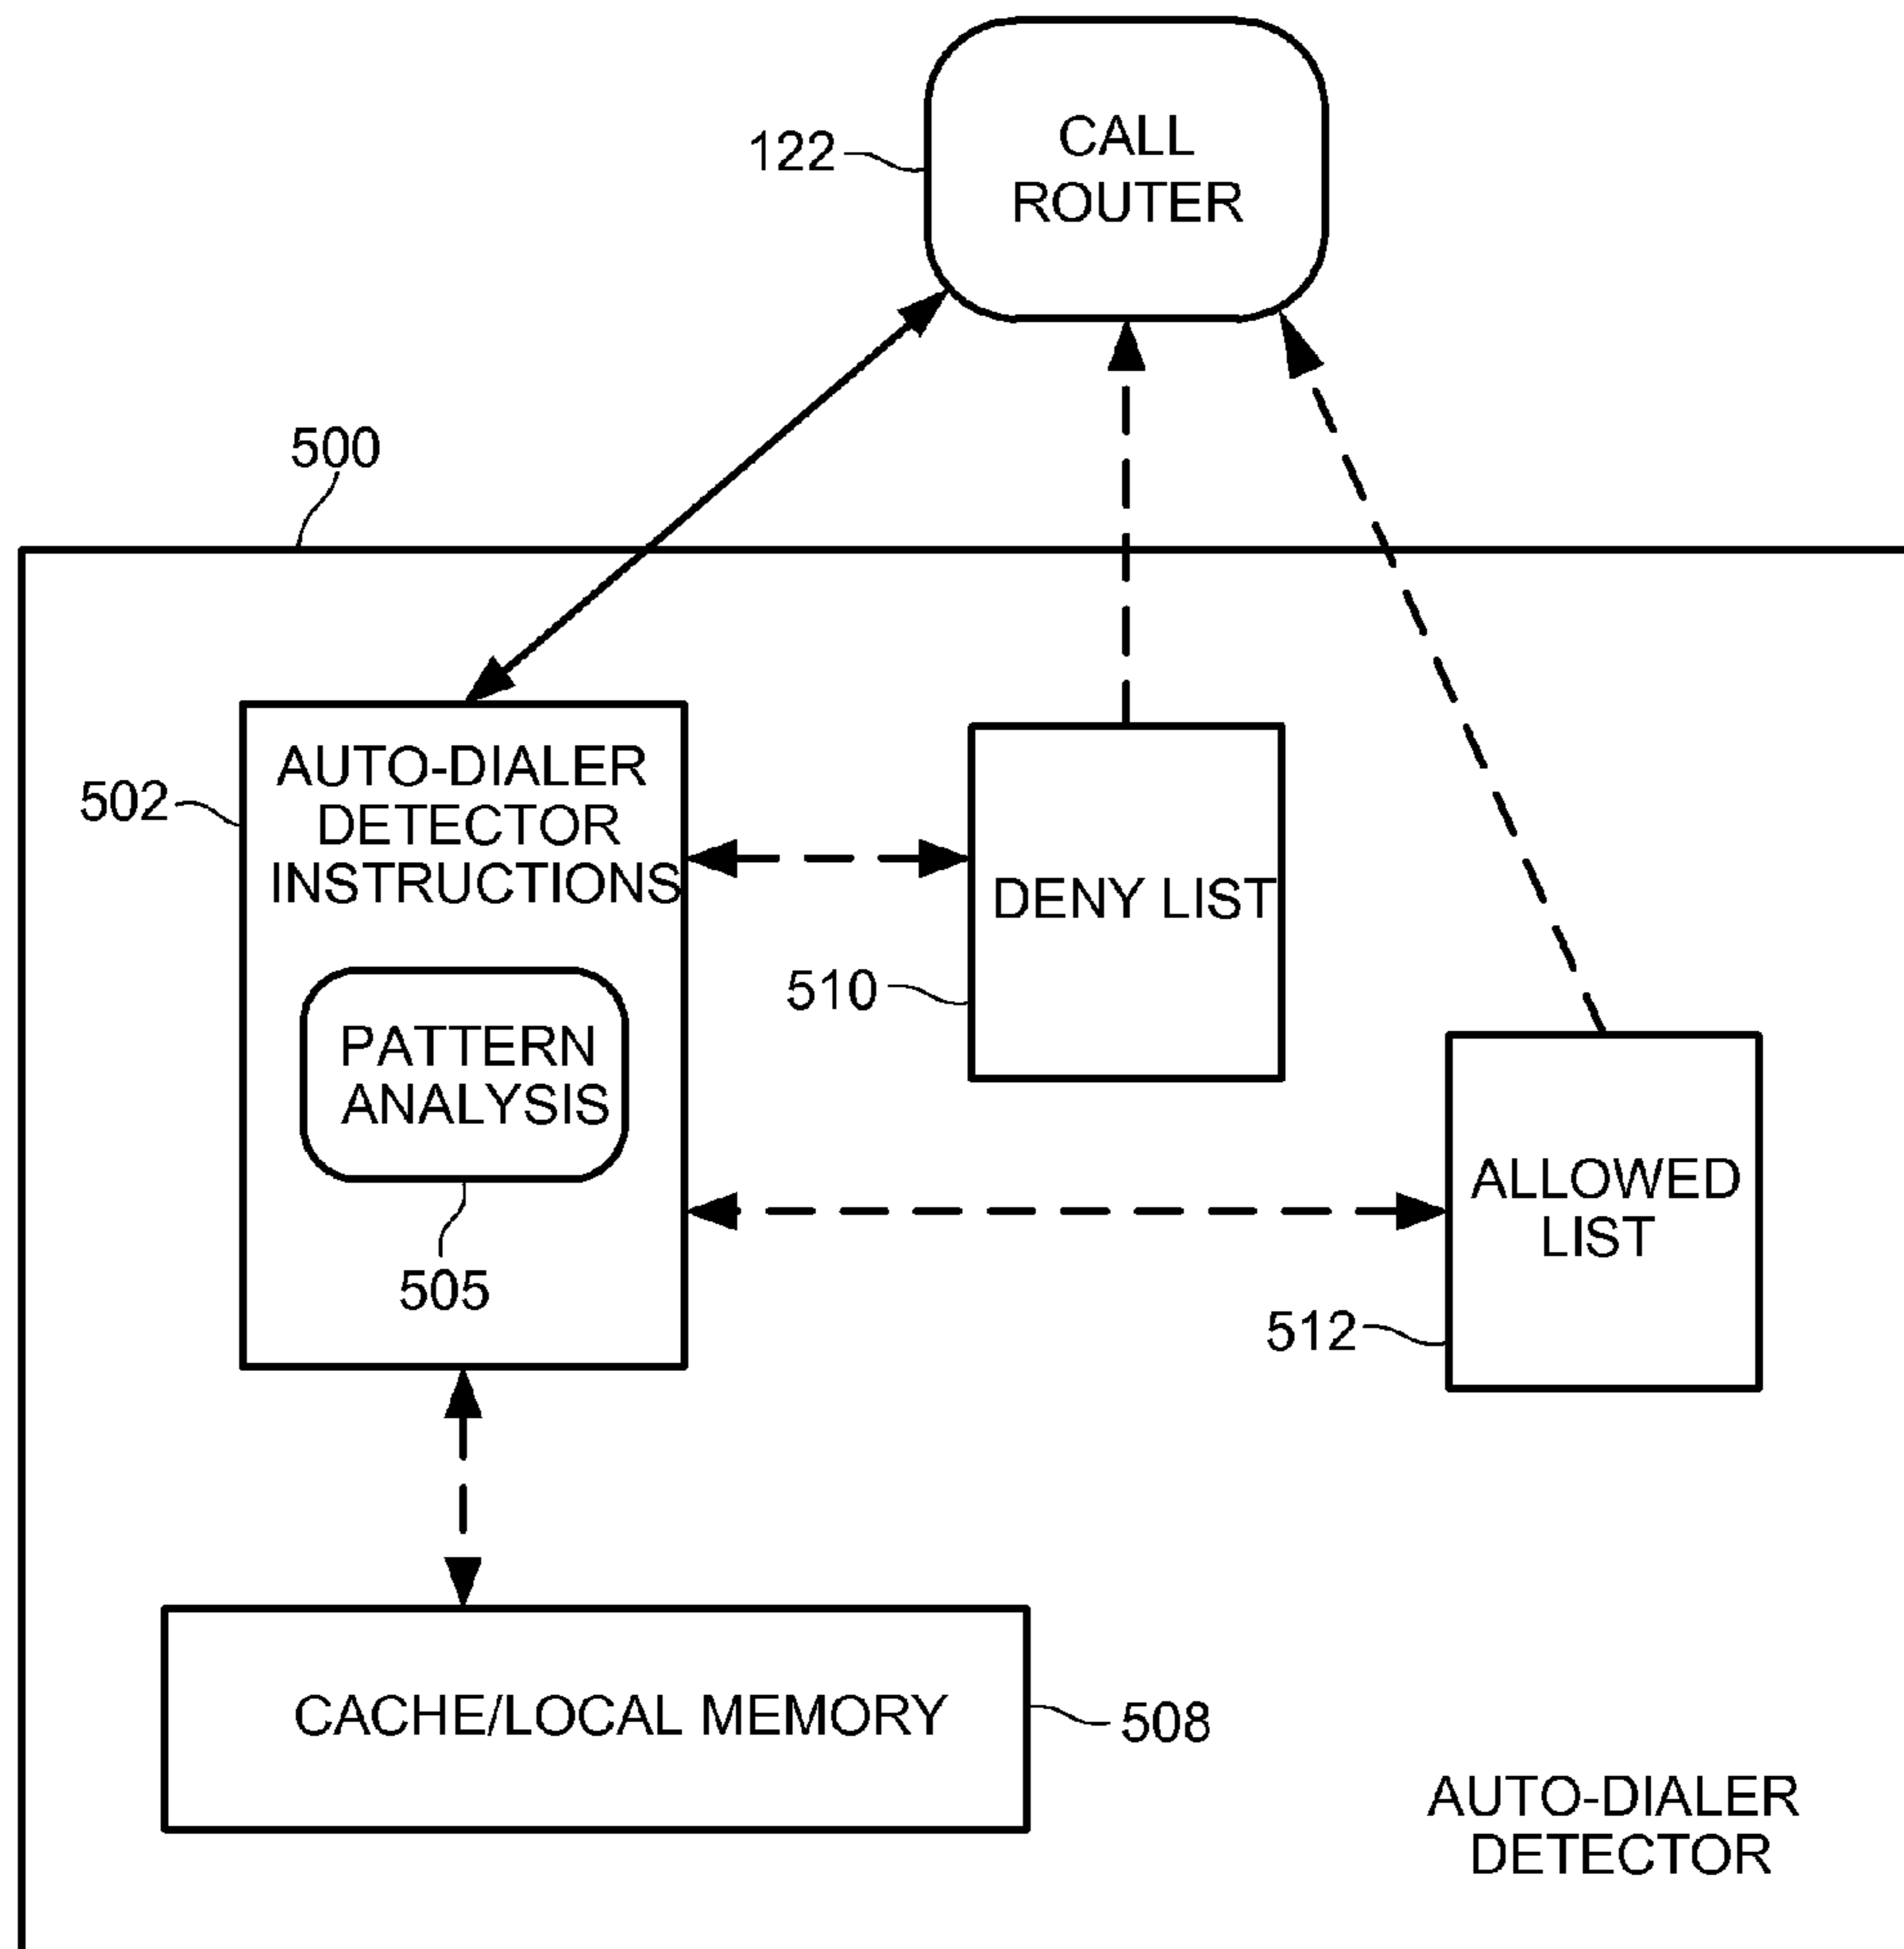 CALL
ROUTER
122
500
AUTO-DIALER
DETECTOR
INSTRUCTIONS
502
DENY LIST
510
PATTERN
ANALYSIS
505
ALLOWED
LIST
512
CACHE/LOCAL MEMORY
508
AUTO-DIALER
DETECTOR